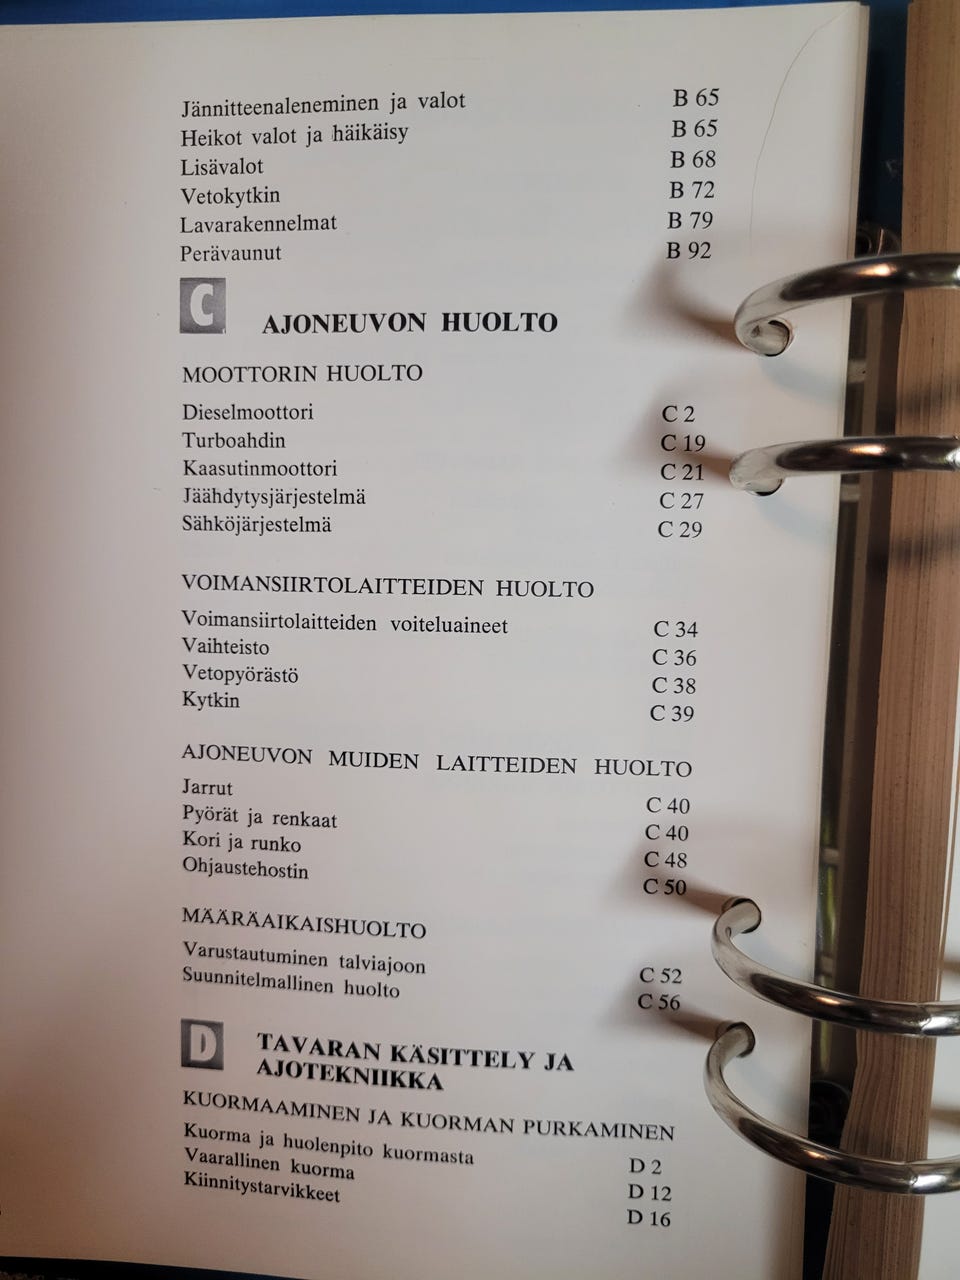 Jännitteenaleneminen ja valot B 65
Heikot valot ja häikäisy B 65
Lisävalot B 68
Vetokytkin B 72
Lavarakennelmat B 79
Perävaunut B 92
C AJONEUVON HUOLTO
MOOTTORIN HUOLTO
Dieselmoottori C 2
Turboahdin C 19
Kaasutinmoottori C 21
Jäähdytysjärjestelmä C 27
Sähköjärjestelmä C 29
VOIMANSIIRTOLAITTEIDEN HUOLTO
Voimansiirtolaitteiden voiteluaineet C 34
Vaihteisto C 36
Vetopyörästö C 38
Kytkin C 39
AJONEUVON MUIDEN LAITTEIDEN HUOLTO
Jarrut C 40
Pyörät ja renkaat C 40
Kori ja runko C 48
Ohjaustehostin C 50
MÄÄRÄAIKAISHUOLTO
Varustautuminen talviajoon C 52
Suunnitelmallinen huolto C 56
D TAVARAN KÄSITTELY JA
AJOTEKNIIKKA
KUORMAAMINEN JA KUORMAN PURKAMINEN
Kuorma ja huolenpito kuormasta D 2
Vaarallinen kuorma D 12
Kiinnitystarvikkeet D 16